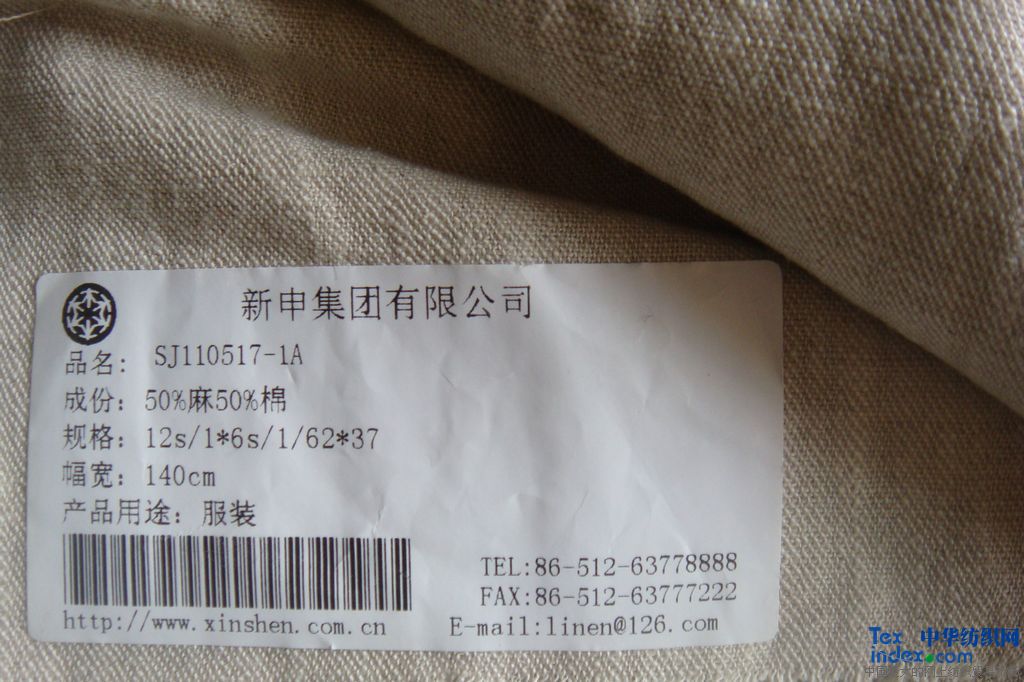 新申集团有限公司
品名: SJ110517-1A
成份: 50%麻50%棉
规格: 12s/1*6s/1/62*37
幅宽: 140cm
产品用途: 服装
TEL:86-512-63778888
FAX:86-512-63777222
http://www.xinshen.com.cn E-mail:linen@126.com
Tex 中华纺织网
index.com